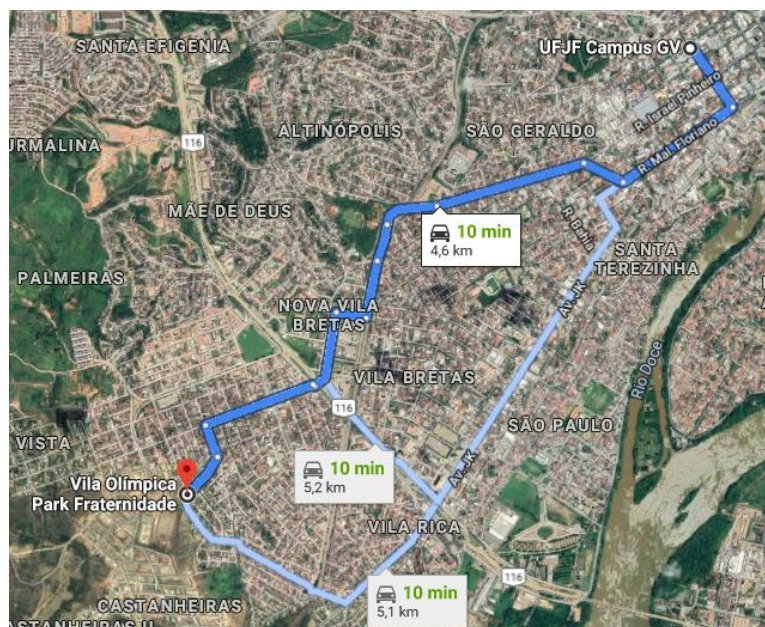 SANTA EFIGENIA
UFJF Campus GV
R. Israel Pinheiro
ALTINÓPOLIS
SÃO GERALDO
116
URMALINA
R. Mal. Floriano
MÃE DE DEUS
10 min
4,6 km
R. Bahia
SANTA
TEREZINHA
PALMEIRAS
NOVA VILA
BRETAS
Av. JK
Rio Doce
VILA BRETAS
116
SÃO PAULO
VISTA
10 min
5,2 km
Av. JK
Vila Olímpica
Park Fraternidade
VILA RICA
116
10 min
5,1 km
CASTANHEIRAS